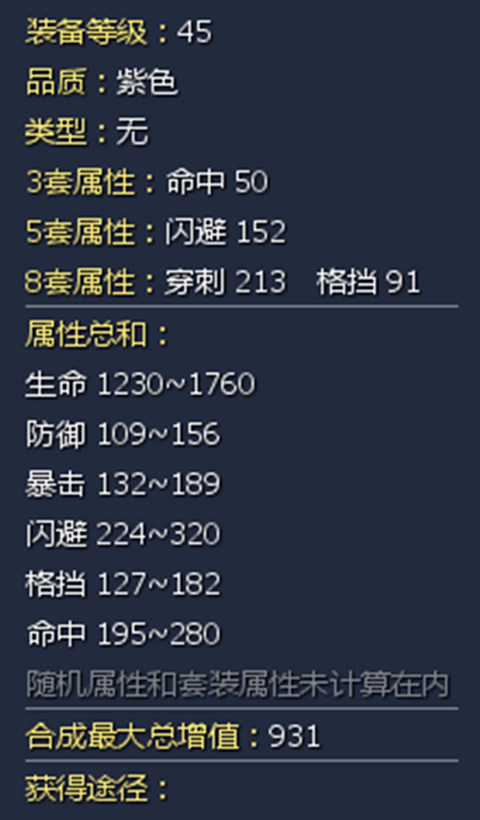 装备等级：45
品质：紫色
类型：无
3套属性：命中 50
5套属性：闪避 152
8套属性：穿刺 213 格挡 91
属性总和：
生命 1230~1760
防御 109~156
暴击 132~189
闪避 224~320
格挡 127~182
命中 195~280
随机属性和套装属性未计算在内
合成最大总增值：931
获得途径：